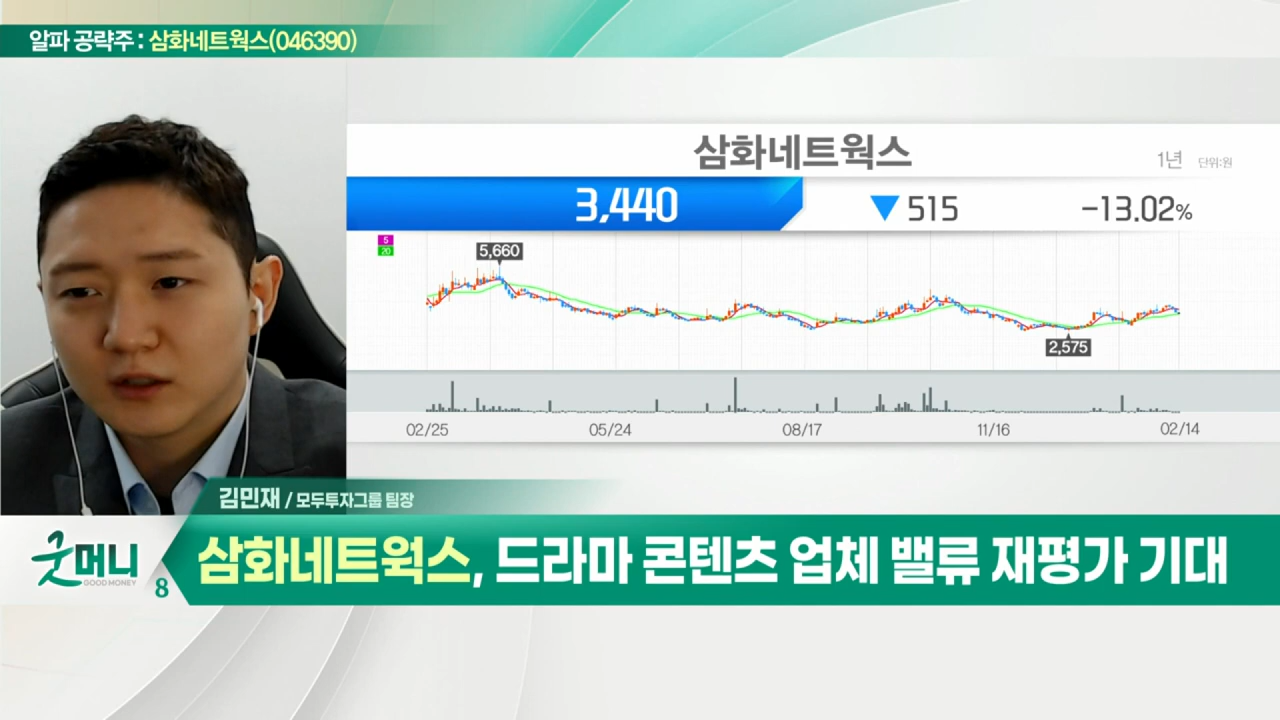 알파 공략주 : 삼화네트웍스(046390)
삼화네트웍스
1년 단위:원
3,440 ▼ 515 -13.02%
5
20
5,660
2,575
02/25 05/24 08/17 11/16 02/14
김민재 / 모두투자그룹 팀장
굿머니
GOOD MONEY
8
삼화네트웍스, 드라마 콘텐츠 업체 밸류 재평가 기대